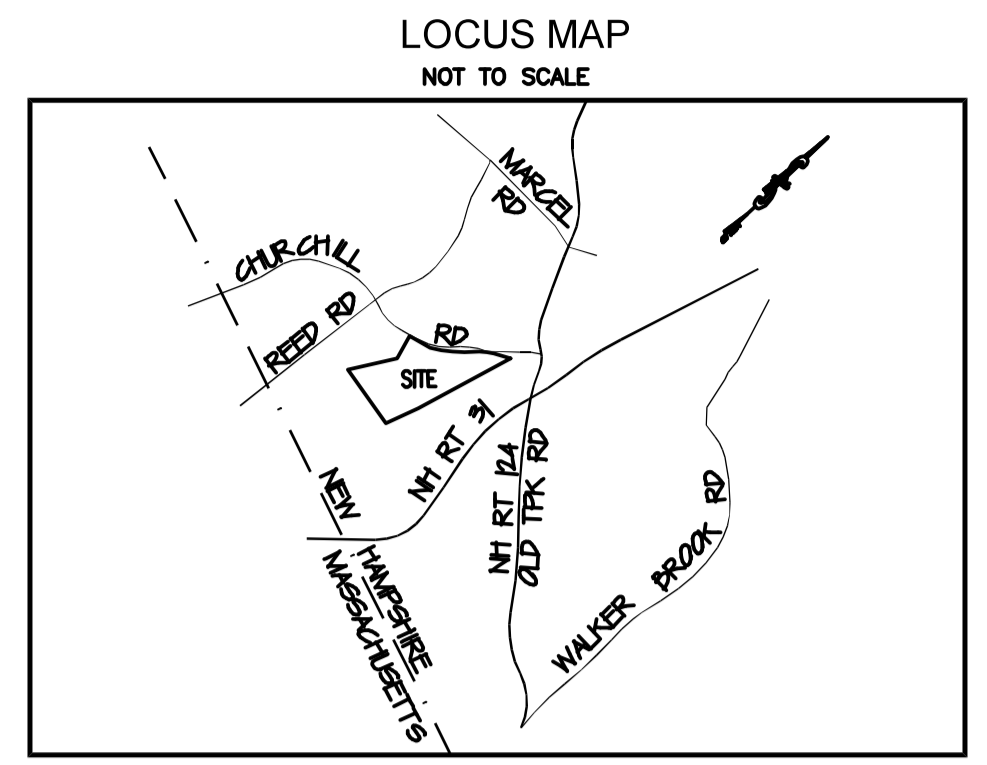 LOCUS MAP
NOT TO SCALE
MARCEL
RD
CHURCHILL
REED RD
RD
SITE
NH RT 31
NH RT 124
OLD TPK RD
NEW
HAMPSHIRE
MASSACHUSETTS
WALKER BROOK RD